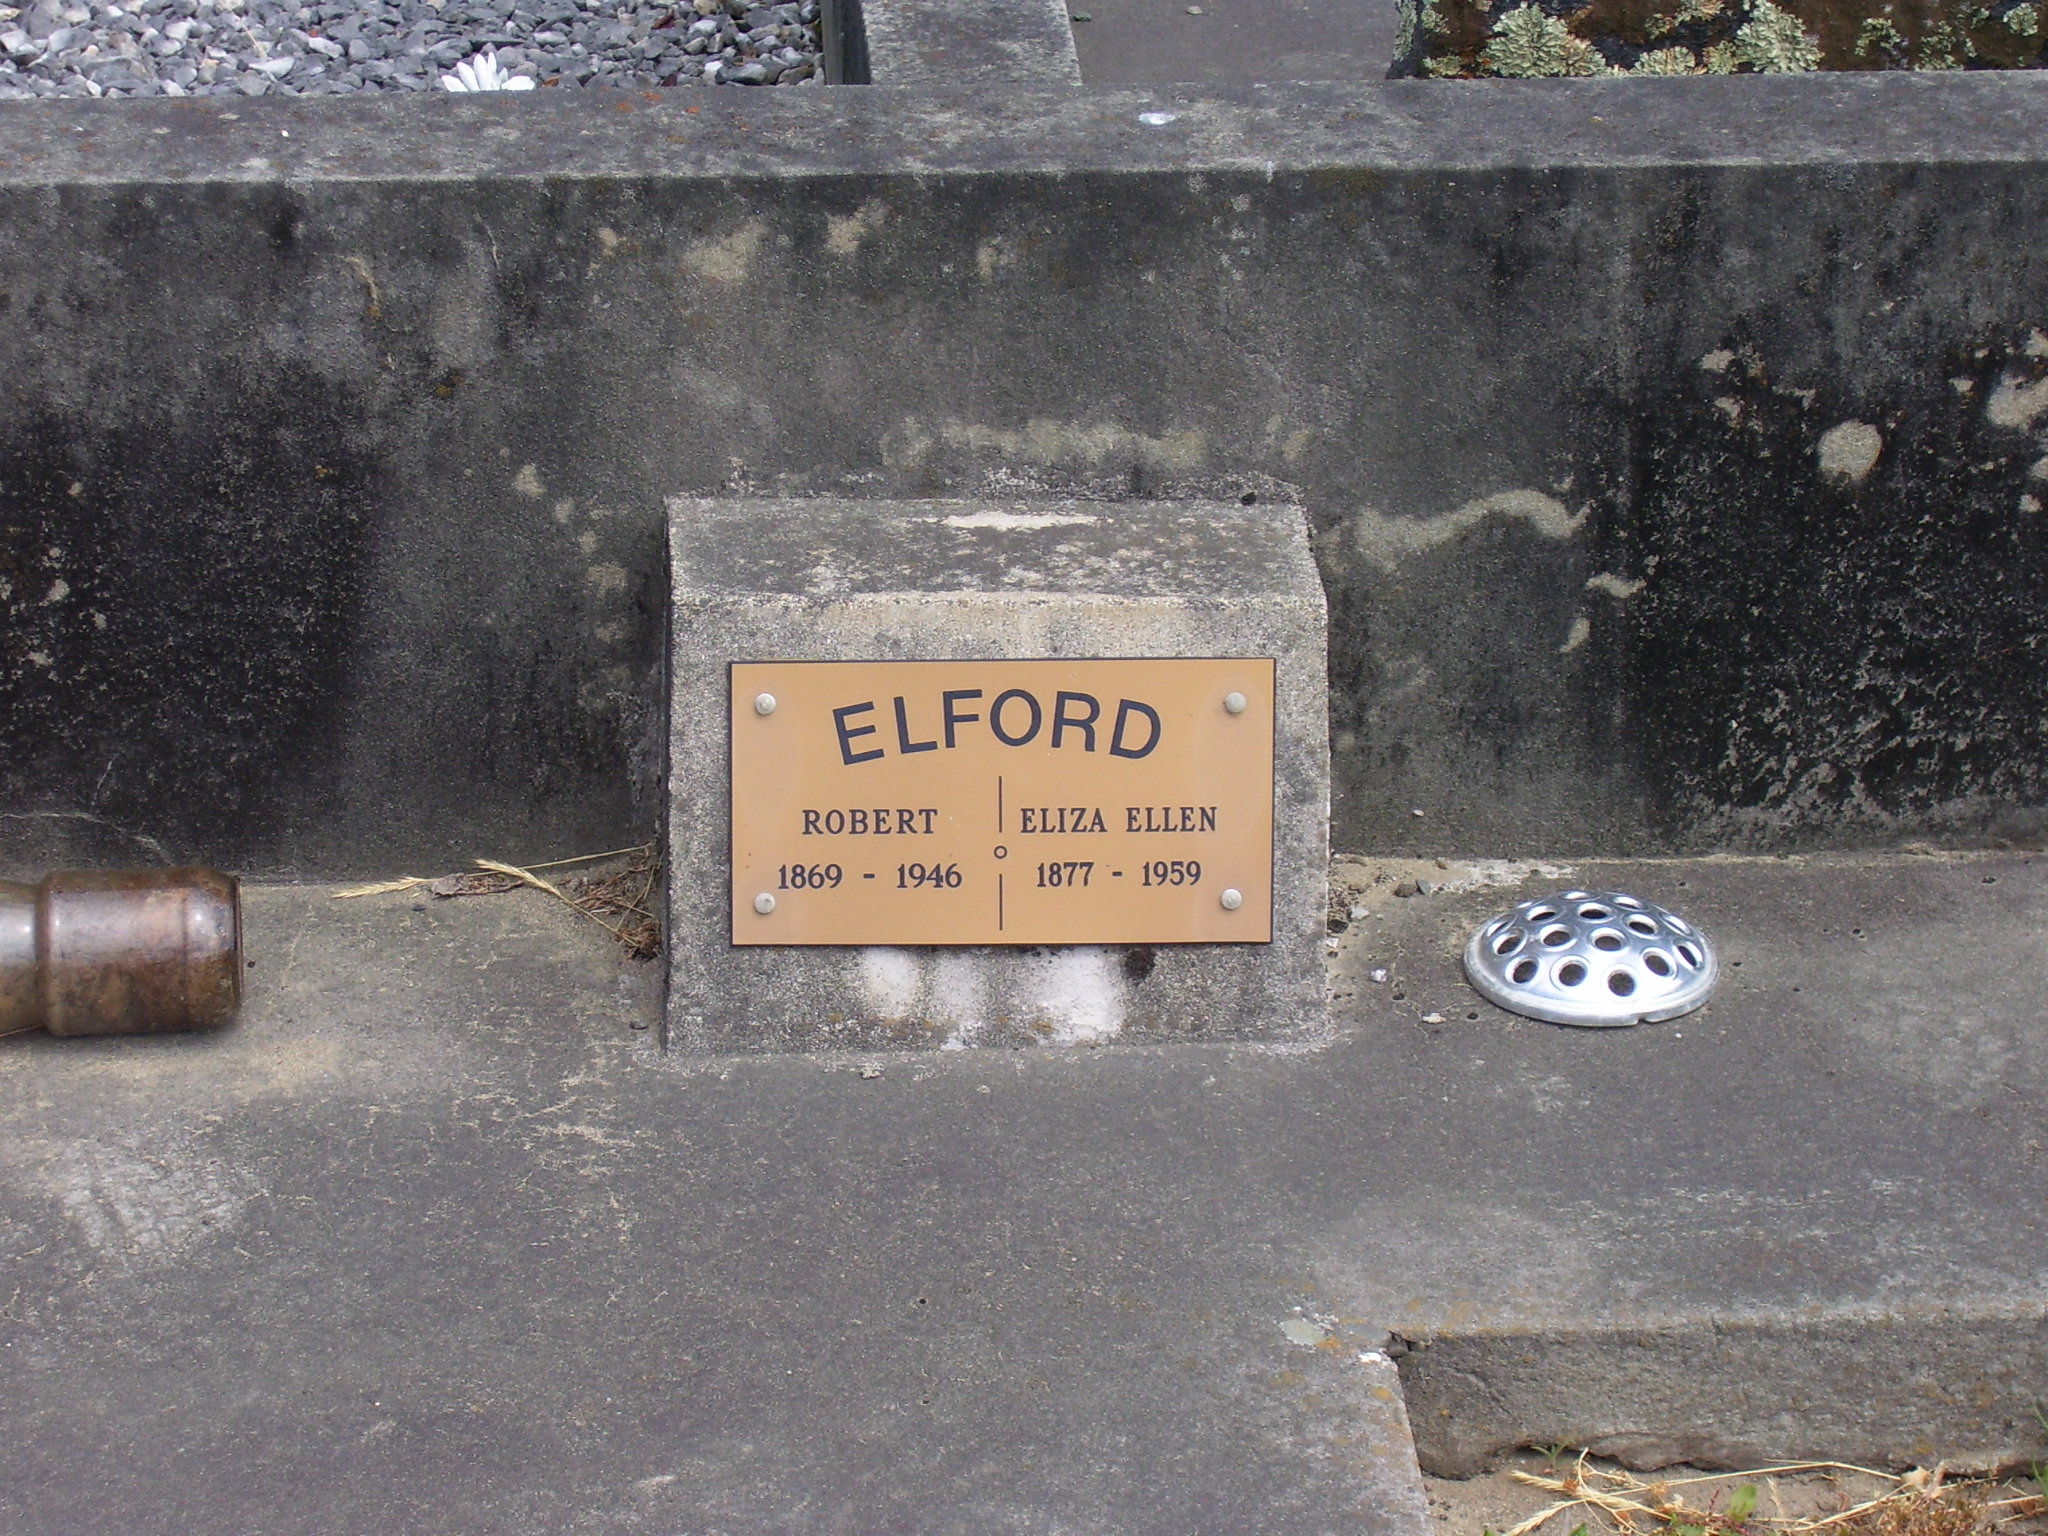 ELFORD
ROBERT
1869 - 1946
ELIZA ELLEN
1877 - 1959